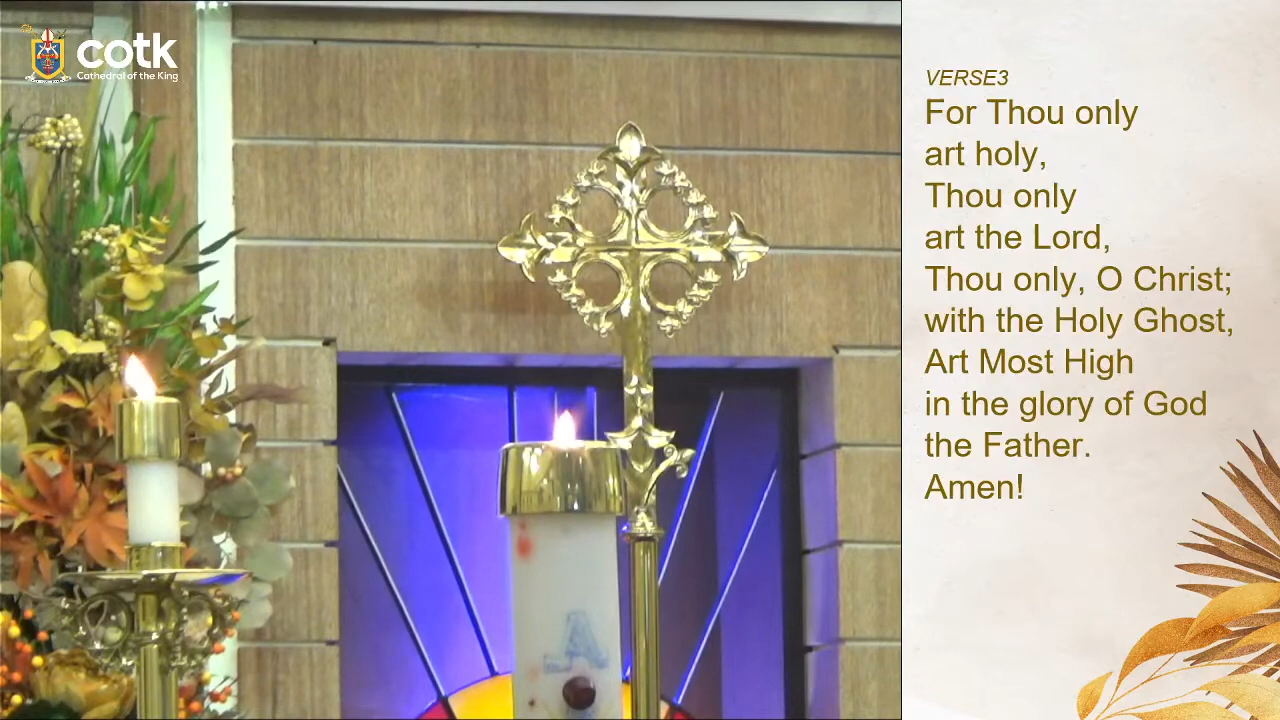 cotk
Cathedral of the King
VERSE3
For Thou only
art holy,
Thou only
art the Lord,
Thou only, O Christ;
with the Holy Ghost,
Art Most High
in the glory of God
the Father.
Amen!